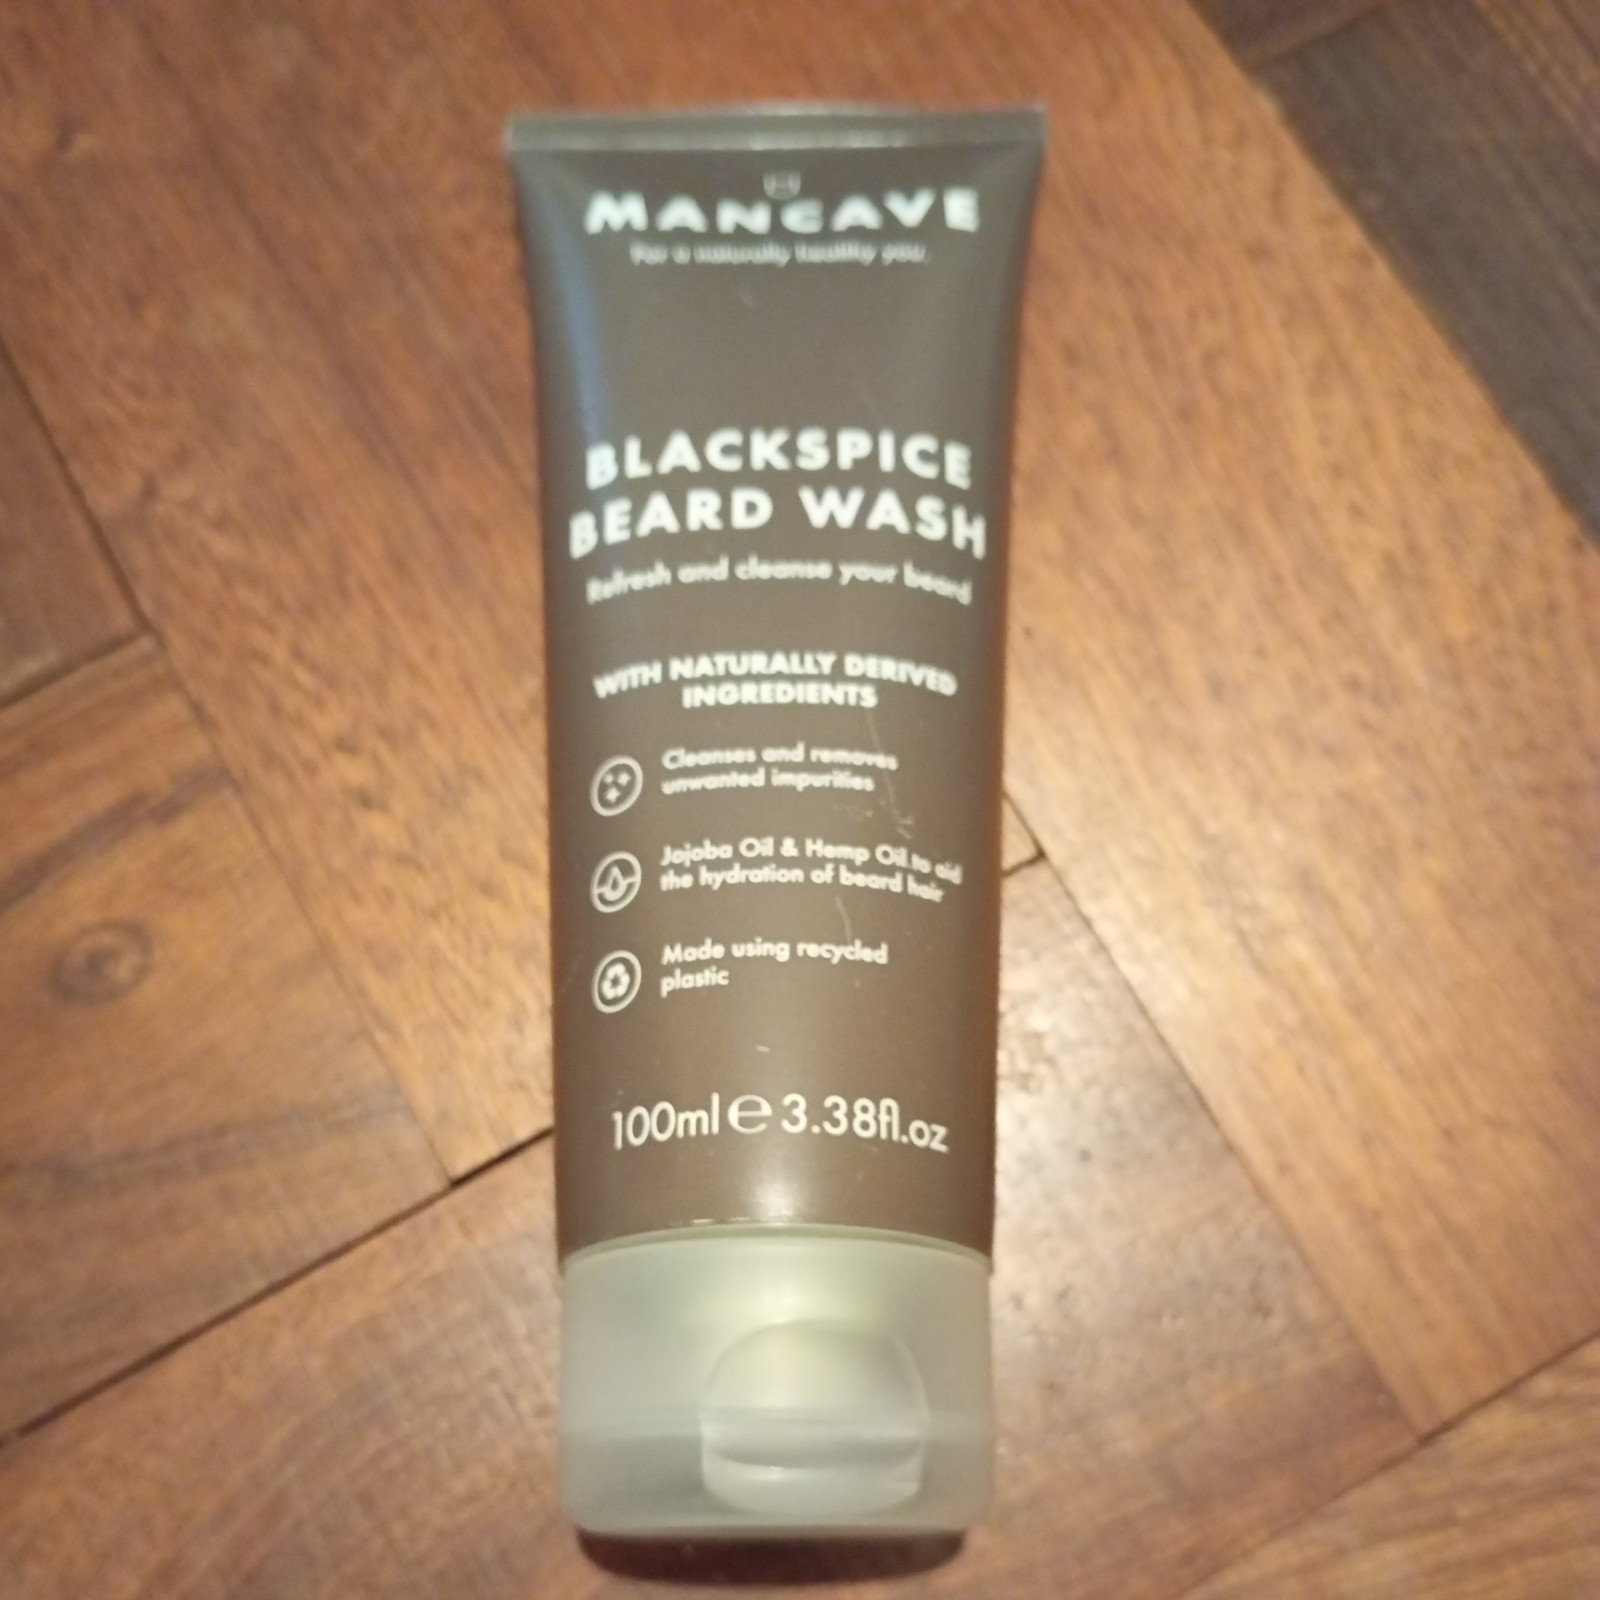 MANCAVE
For a naturally healthy you.
BLACKSPICE
BEARD WASH
Refresh and cleanse your beard
WITH NATURALLY DERIVED
INGREDIENTS
Cleanses and removes
unwanted impurities
Jojoba Oil & Hemp Oil to aid
the hydration of beard hair
Made using recycled
plastic
100ml e 3.38fl.oz